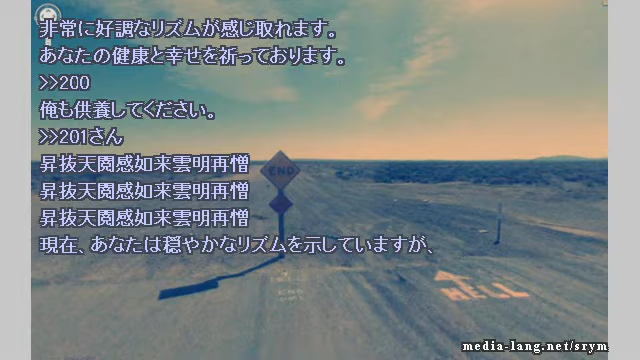 非常に好調なリズムが感じ取れます。
あなたの健康と幸せを祈っております。
>>200
俺も供養してください。
>>201さん
昇抜天閲感如来雲明再憎
昇抜天閲感如来雲明再憎
昇抜天閲感如来雲明再憎
現在、あなたは穏やかなリズムを示していますが、
END
HELL
media-lang.net/srym